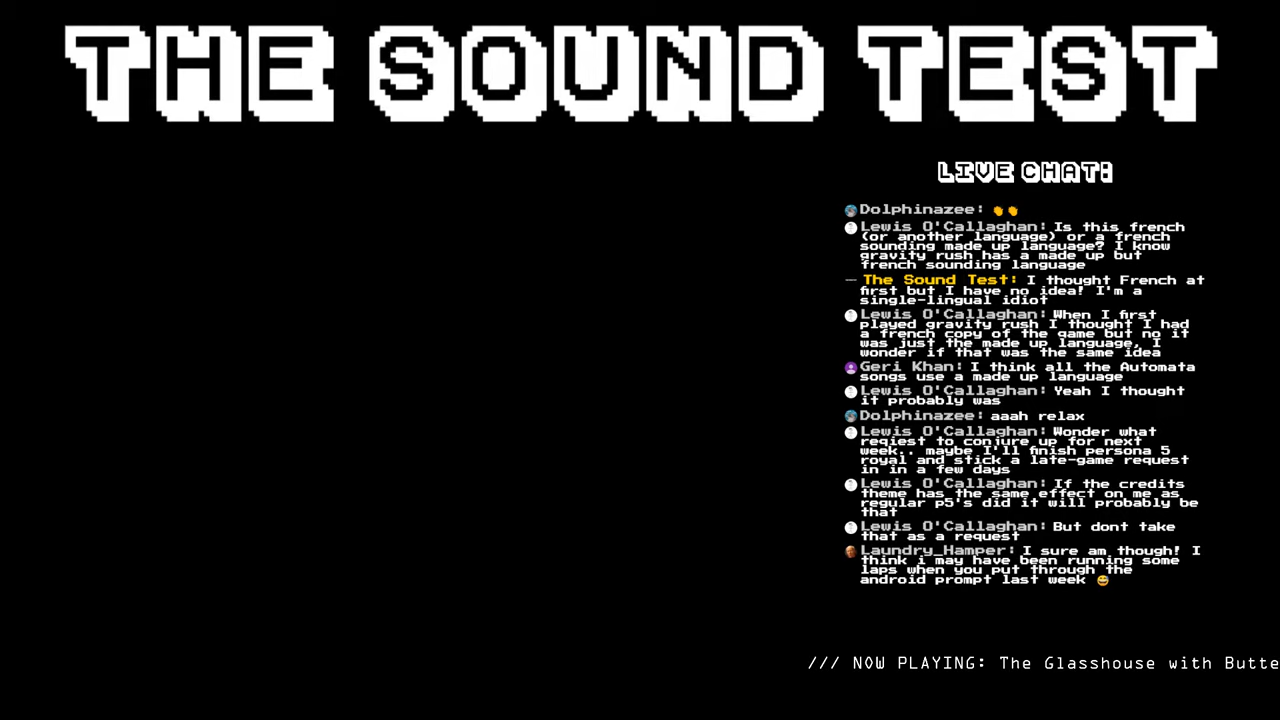 THE SOUND TEST
LIVE CHAT:
Dolphinazee: 👏👏
Lewis O'Callaghan: Is this french
(or another language) or a french
sounding made up language? I know
gravity rush has a made up but
french sounding language
The Sound Test: I thought French at
first but I have no idea! I'm a
single-lingual idiot
Lewis O'Callaghan: When I first
played gravity rush I thought I had
a french copy of the game but no it
was just the made up language, I
wonder if that was the same idea
Geri Khan: I think all the Automata
songs use a made up language
Lewis O'Callaghan: Yeah I thought
it probably was
Dolphinazee: aaah relax
Lewis O'Callaghan: Wonder what
reqiest to conjure up for next
week.. maybe I'll finish persona 5
royal and stick a late-game request
in in a few days
Lewis O'Callaghan: If the credits
theme has the same effect on me as
regular p5's did it will probably be
that
Lewis O'Callaghan: But dont take
that as a request
Laundry_Hamper: I sure am though! I
think i may have been running some
laps when you put through the
android prompt last week 😅
/// NOW PLAYING: The Glasshouse with Butte